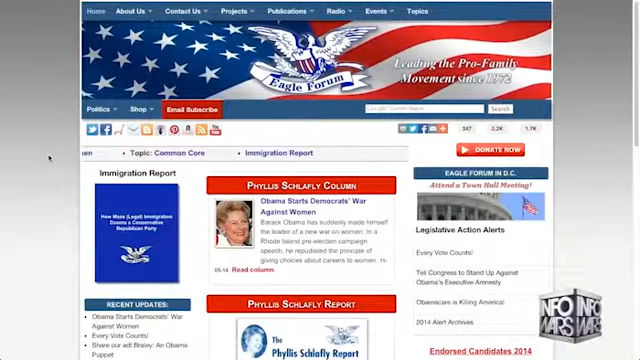 Home About Us Contact Us Projects Publications Radio Events Topics
Eagle Forum
Leading the Pro-Family
Movement since 1972
Politics Shop Email Subscribe
Search
347 3.2K 1.7K
• Topic: Common Core • Immigration Report
DONATE NOW
Immigration Report
How Mass (Legal) Immigration
Dooms a Conservative
Republican Party
RECENT UPDATES:
• Obama Starts Democrats' War
Against Women
• Every Vote Counts!
• Share our ad! Braley: An Obama
Puppet
PHYLLIS SCHLAFLY COLUMN
Obama Starts Democrats' War
Against Women
Barack Obama has suddenly made himself
the leader of a new war on women. In a
Rhode Island pre-election campaign
speech, he repudiated the principle of
giving choices about careers to women. 11-
05-14 Read column
PHYLLIS SCHLAFLY REPORT
The
Phyllis Schlafly Report
EAGLE FORUM IN D.C.
Attend a Town Hall Meeting!
Legislative Action Alerts
Every Vote Counts!
Tell Congress to Stand Up Against
Obama's Executive Amnesty
Obamacare is Killing America!
2014 Alert Archives
Endorsed Candidates 2014
INFO WARS
INFO WARS